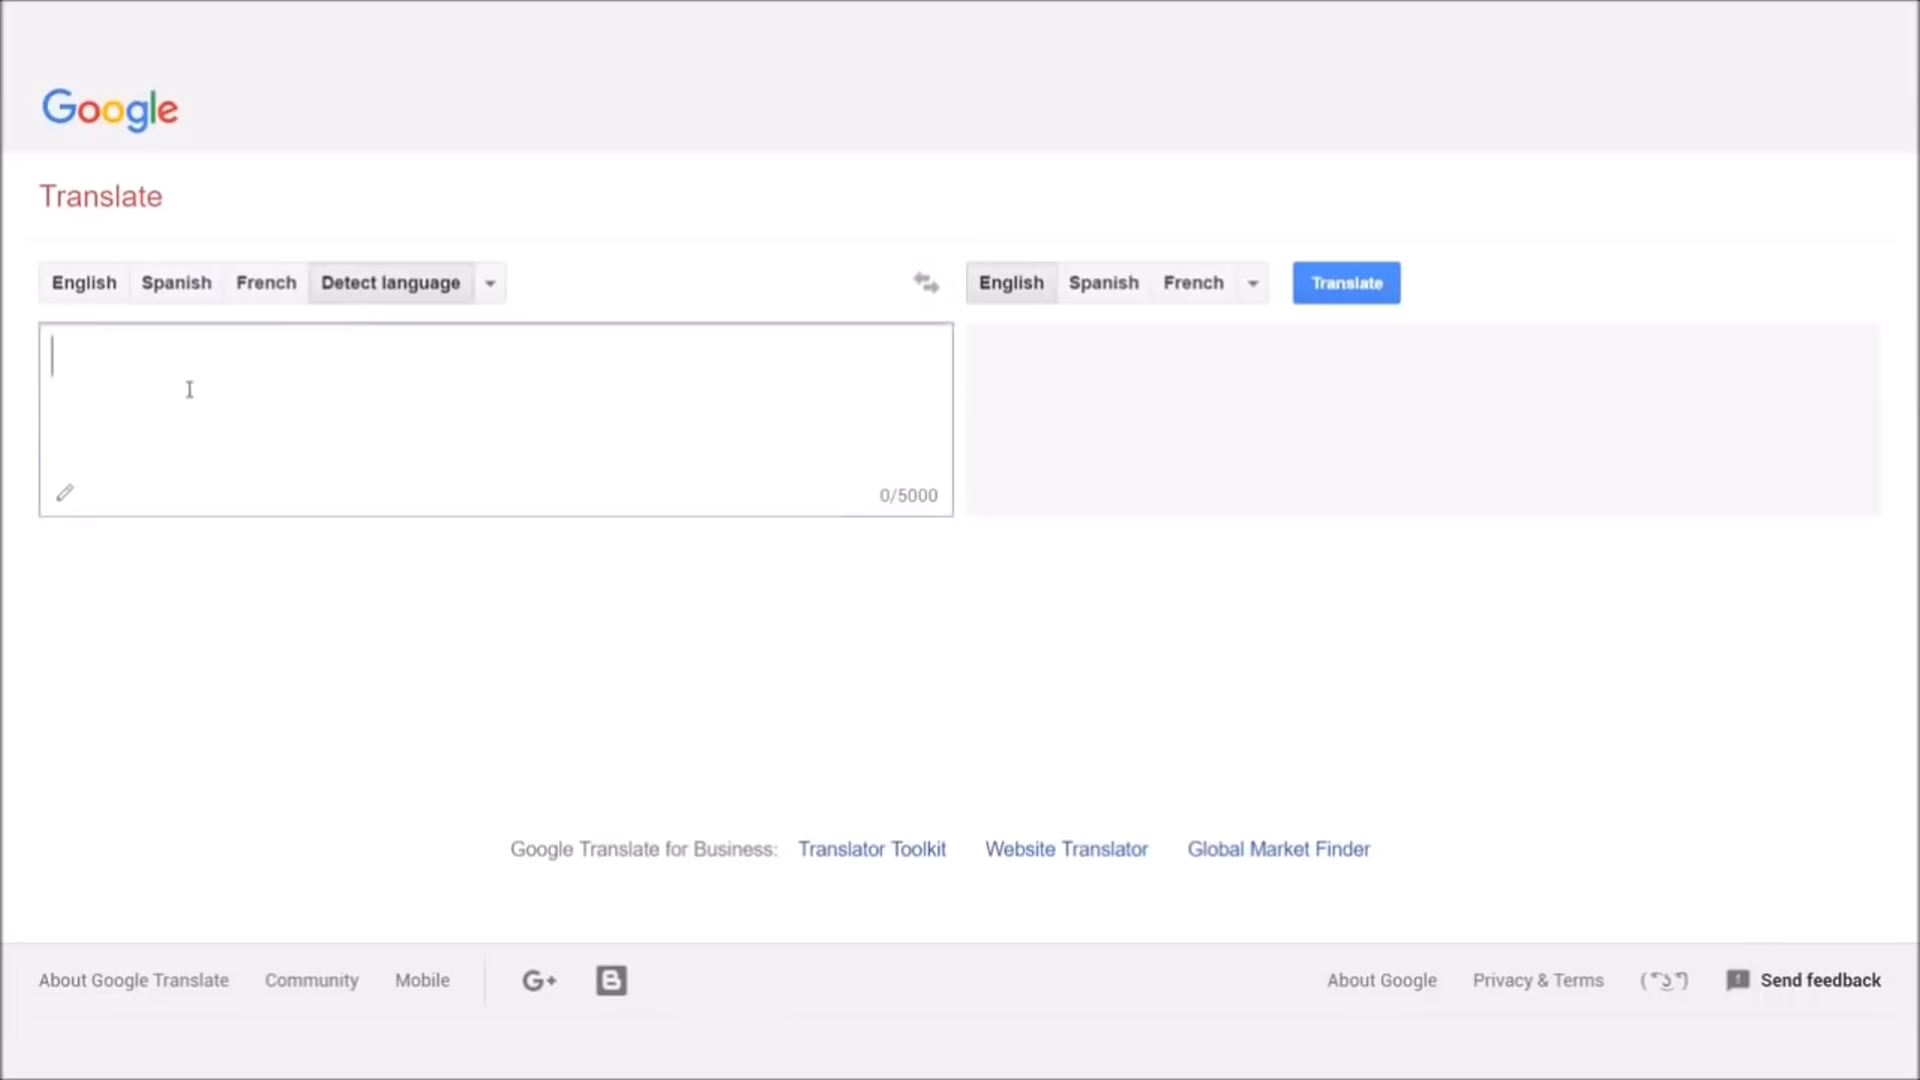 Google
Translate
English Spanish French Detect language
English Spanish French Translate
0/5000
Google Translate for Business: Translator Toolkit Website Translator Global Market Finder
About Google Translate Community Mobile G+ B
About Google Privacy & Terms ( ͡° ͜ʖ ͡°) Send feedback